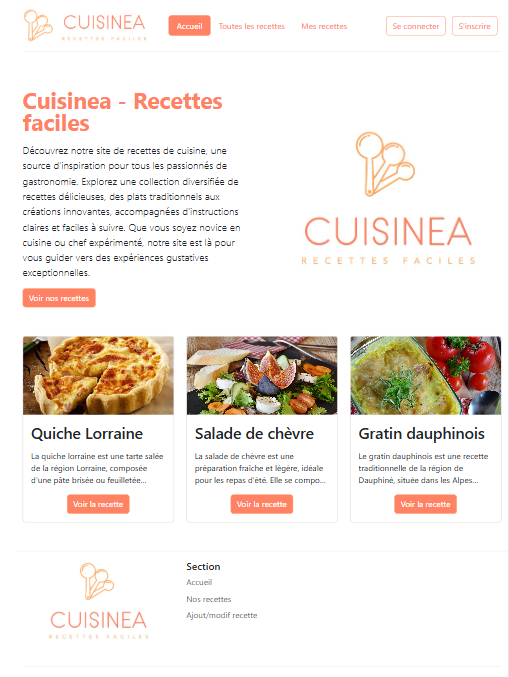 CUISINEA
RECETTES FACILES
Accueil
Toutes les recettes
Mes recettes
Se connecter
S'inscrire
Cuisinea - Recettes
faciles
Découvrez notre site de recettes de cuisine, une
source d'inspiration pour tous les passionnés de
gastronomie. Explorez une collection diversifiée de
recettes délicieuses, des plats traditionnels aux
créations innovantes, accompagnées d'instructions
claires et faciles à suivre. Que vous soyez novice en
cuisine ou chef expérimenté, notre site est là pour
vous guider vers des expériences gustatives
exceptionnelles.
Voir nos recettes
CUISINEA
RECETTES FACILES
Quiche Lorraine
La quiche lorraine est une tarte salée
de la région Lorraine, composée
d'une pâte brisée ou feuilletée...
Voir la recette
Salade de chèvre
La salade de chèvre est une
préparation fraîche et légère, idéale
pour les repas d'été. Elle se compo...
Voir la recette
Gratin dauphinois
Le gratin dauphinois est une recette
traditionnelle de la région de
Dauphiné, située dans les Alpes...
Voir la recette
CUISINEA
RECETTES FACILES
Section
Accueil
Nos recettes
Ajout/modif recette